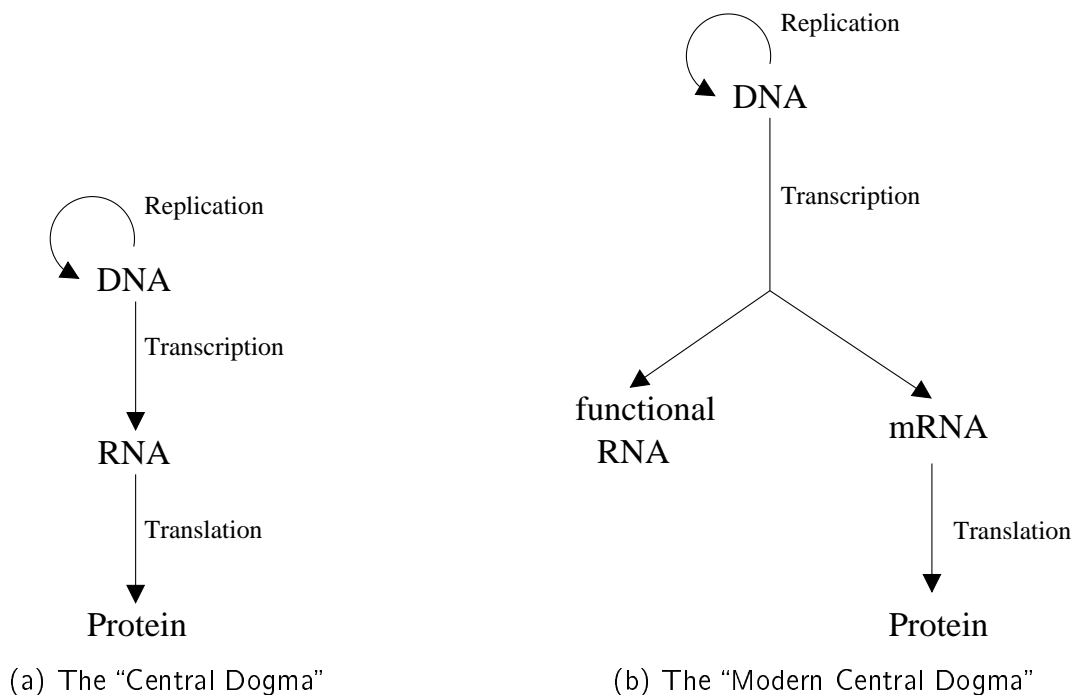 Replication
DNA
Transcription
RNA
Translation
Protein
(a) The “Central Dogma”
Replication
DNA
Transcription
functional
RNA
mRNA
Translation
Protein
(b) The “Modern Central Dogma”